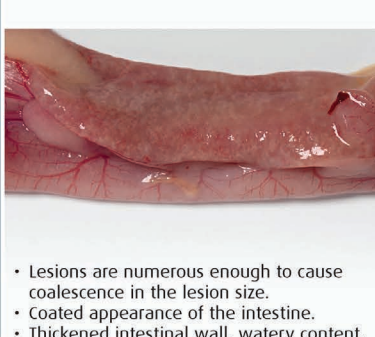 • Lesions are numerous enough to cause
coalescence in the lesion size.
• Coated appearance of the intestine.
• Thickened intestinal wall, watery content